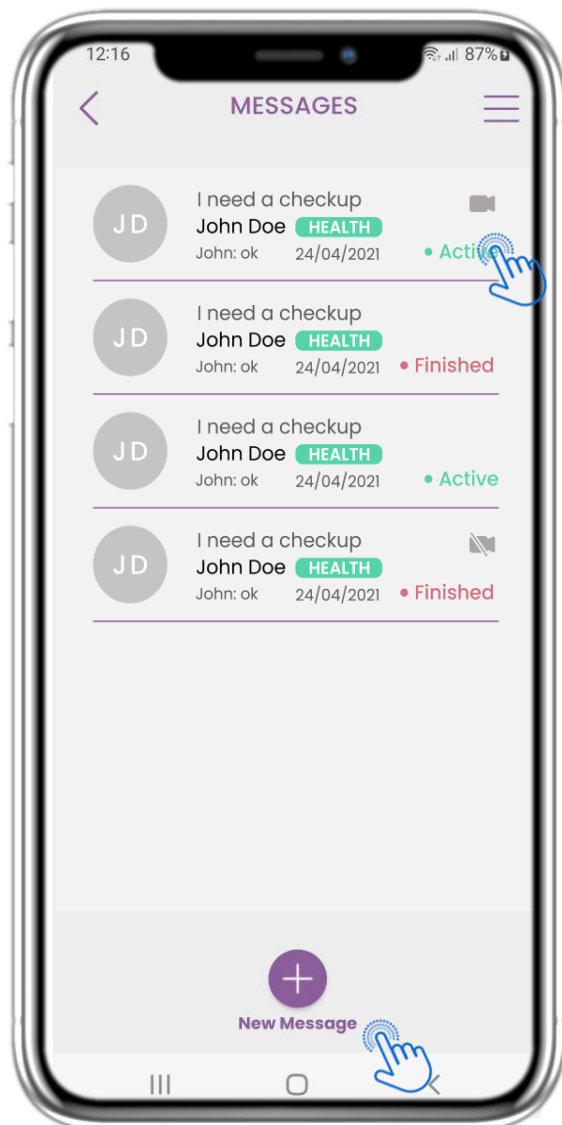 12:16 87%
MESSAGES
I need a checkup
JD John Doe HEALTH
John: ok 24/04/2021 • Active
I need a checkup
JD John Doe HEALTH
John: ok 24/04/2021 • Finished
I need a checkup
JD John Doe HEALTH
John: ok 24/04/2021 • Active
I need a checkup
JD John Doe HEALTH
John: ok 24/04/2021 • Finished
New Message